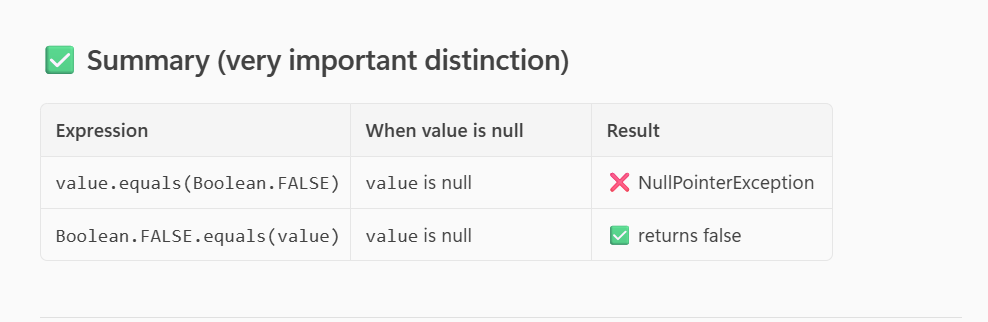 ✅ Summary (very important distinction)
Expression When value is null Result
value.equals(Boolean.FALSE) value is null ❌ NullPointerException
Boolean.FALSE.equals(value) value is null ✅ returns false